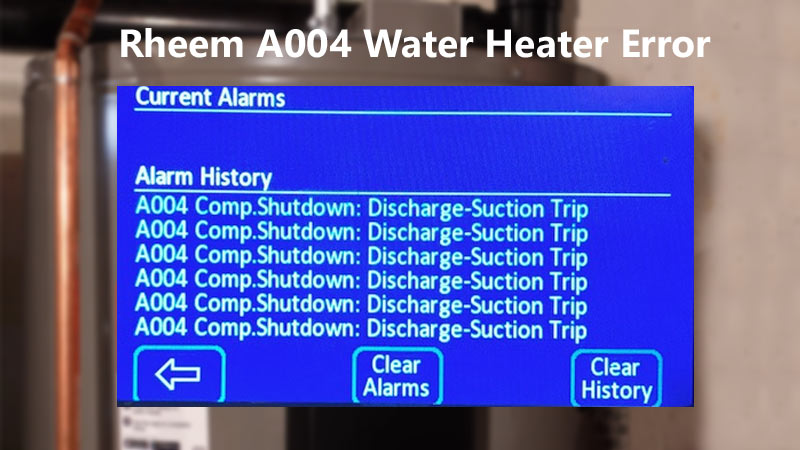 Rheem A004 Water Heater Error
Current Alarms
Alarm History
A004 Comp.Shutdown: Discharge-Suction Trip
A004 Comp.Shutdown: Discharge-Suction Trip
A004 Comp.Shutdown: Discharge-Suction Trip
A004 Comp.Shutdown: Discharge-Suction Trip
A004 Comp.Shutdown: Discharge-Suction Trip
A004 Comp.Shutdown: Discharge-Suction Trip
Clear
Alarms
Clear
History